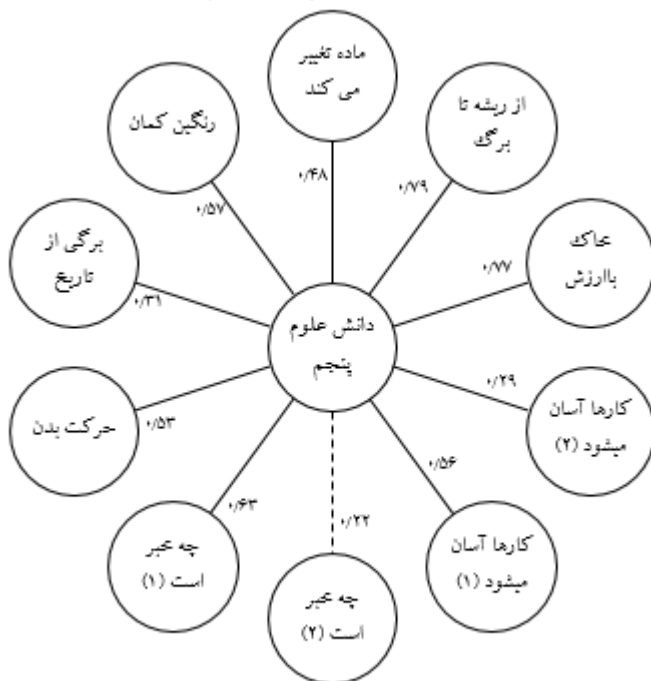 ماده تغییر
می کند
۰/۴۸
از ریشه تا
برگ
۰/۷۹
خاک
باارزش
۰/۷۷
کارها آسان
میشود (۲)
۰/۲۹
کارها آسان
میشود (۱)
۰/۵۶
چه خبر
است (۲)
۰/۲۲
چه خبر
است (۱)
۰/۶۳
حرکت بدن
۰/۵۳
برگی از
تاریخ
۰/۳۱
رنگین کمان
۰/۵۷
دانش علوم
پنجم